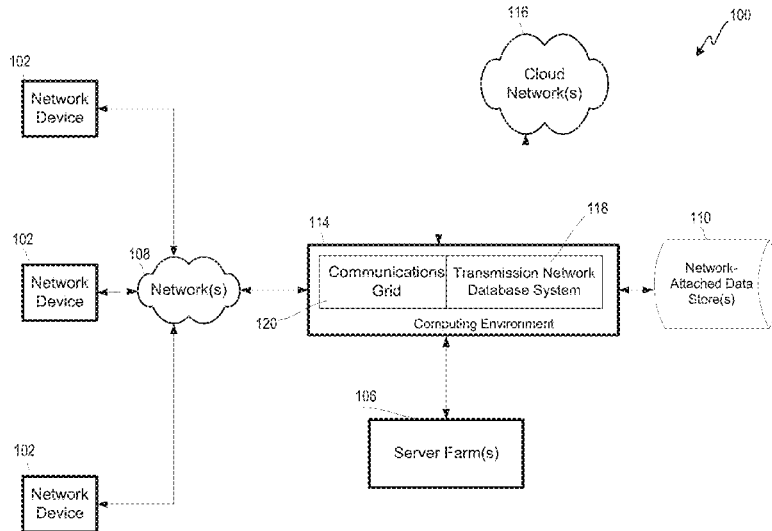 116
100
Cloud
Network(s)
102
Network
Device
102
Network
Device
108
Network(s)
114
118
Communications
Grid
Transmission Network
Database System
120
Computing Environment
110
Network-
Attached Data
Store(s)
106
Server Farm(s)
102
Network
Device